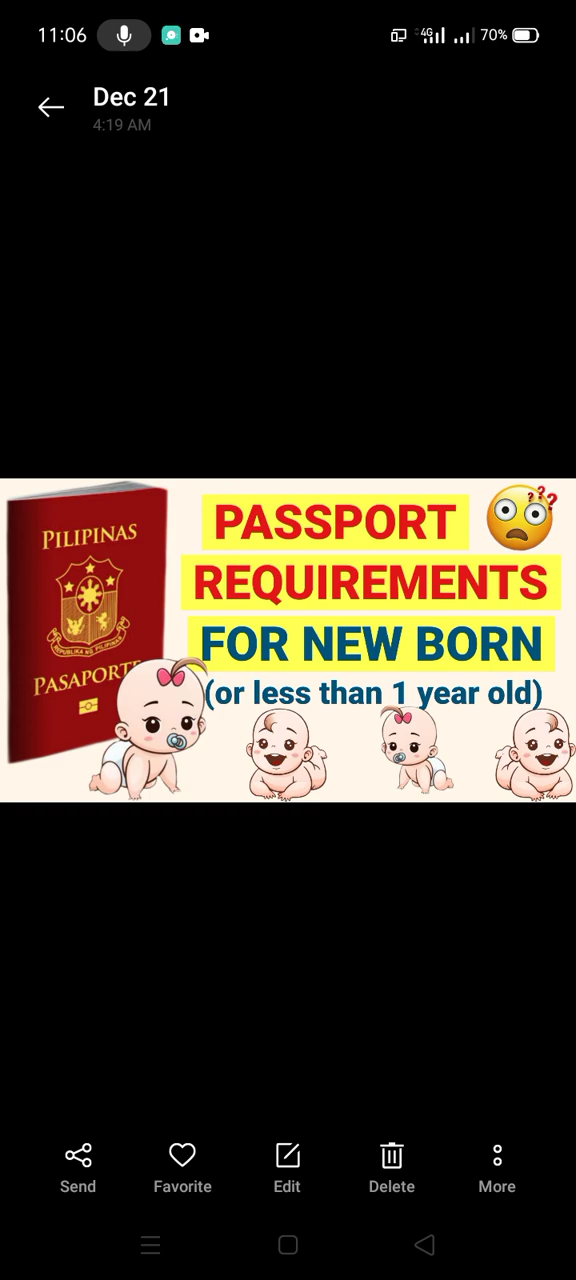 11:06
4G
70%
Dec 21
4:19 AM
PILIPINAS
REPUBLIKA NG PILIPINAS
PASAPORTE
PASSPORT
???
REQUIREMENTS
FOR NEW BORN
(or less than 1 year old)
Send
Favorite
Edit
Delete
More